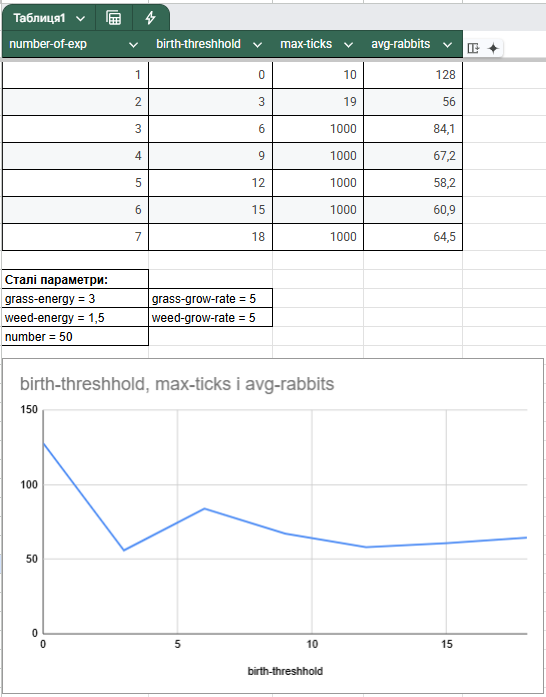 Таблиця1
number-of-exp birth-threshhold max-ticks avg-rabbits
1 0 10 128
2 3 19 56
3 6 1000 84,1
4 9 1000 67,2
5 12 1000 58,2
6 15 1000 60,9
7 18 1000 64,5
Сталі параметри:
grass-energy = 3 grass-grow-rate = 5
weed-energy = 1,5 weed-grow-rate = 5
number = 50
birth-threshhold, max-ticks і avg-rabbits
150
100
50
0
0 5 10 15
birth-threshhold